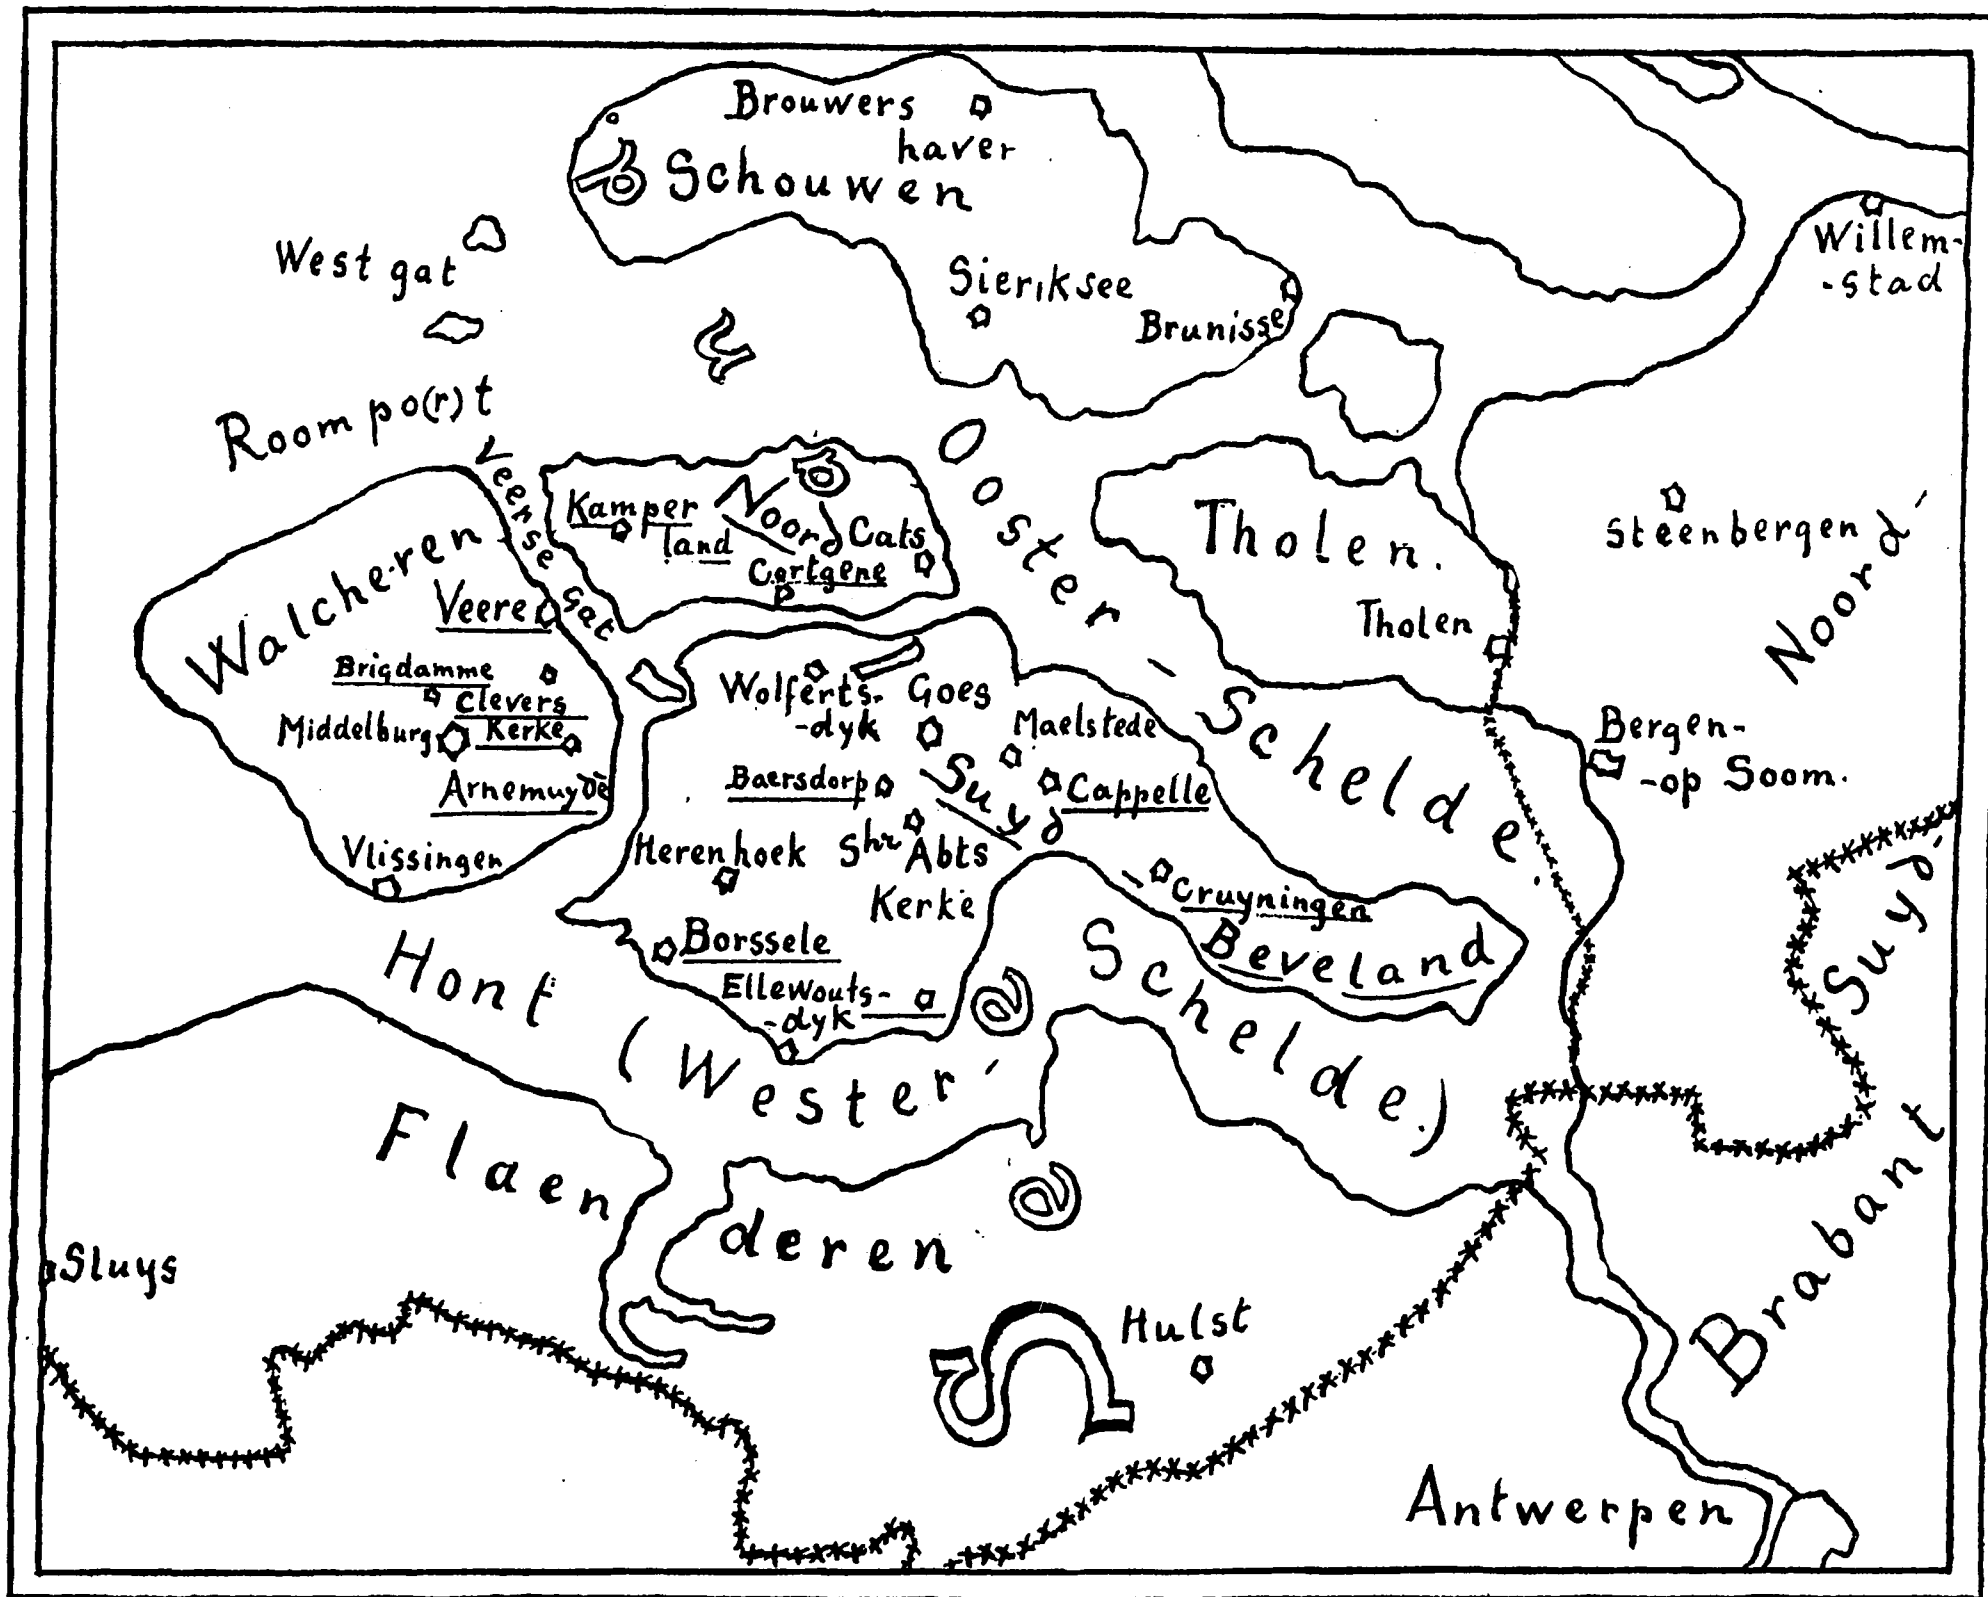 Brouwers
haver
Schouwen
West gat
Willem-
-stad
Sieriksee
Brunisse
Roompo(r)t
Veerse gat
Kamper
land
Noord
Cats
Cortgene
Ooster-
Schelde.
Tholen.
Tholen
Steenbergen
Noord-
Walcheren
Veere
Brigdamme
Clevers
Kerke
Middelburg
Arnemuyde
Vlissingen
Wolferts-
-dyk
Goes
Maelstede
Bergen-
-op Soom.
Baersdorp
Suyd
Cappelle
Herenhoek
Shr Abts
Kerke
- Cruyningen
Beveland
Borssele
Ellewouts-
-dyk
Suyd-
Brabant
Hont (Wester-
Schelde.)
Flaen
deren
Sluys
Hulst
Antwerpen